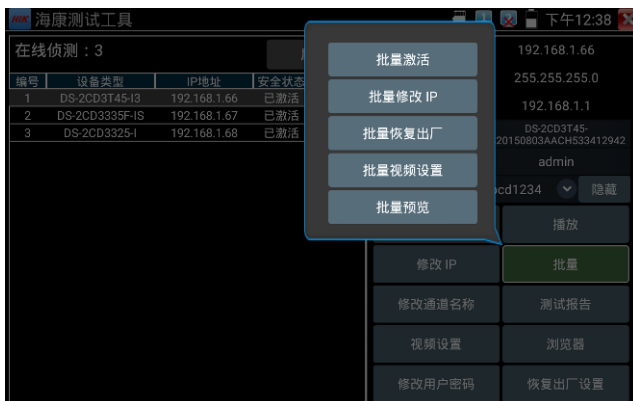 HIK 海康测试工具 下午12:38
在线侦测：3
编号 设备类型 IP地址 安全状态
1 DS-2CD3T45-I3 192.168.1.66 已激活
2 DS-2CD3335F-IS 192.168.1.67 已激活
3 DS-2CD3325-I 192.168.1.68 已激活
批量激活
批量修改 IP
批量恢复出厂
批量视频设置
批量预览
192.168.1.66
255.255.255.0
192.168.1.1
DS-2CD3T45-
20150803AACH533412942
admin
cd1234 隐藏
播放
修改 IP 批量
修改通道名称 测试报告
视频设置 浏览器
修改用户密码 恢复出厂设置